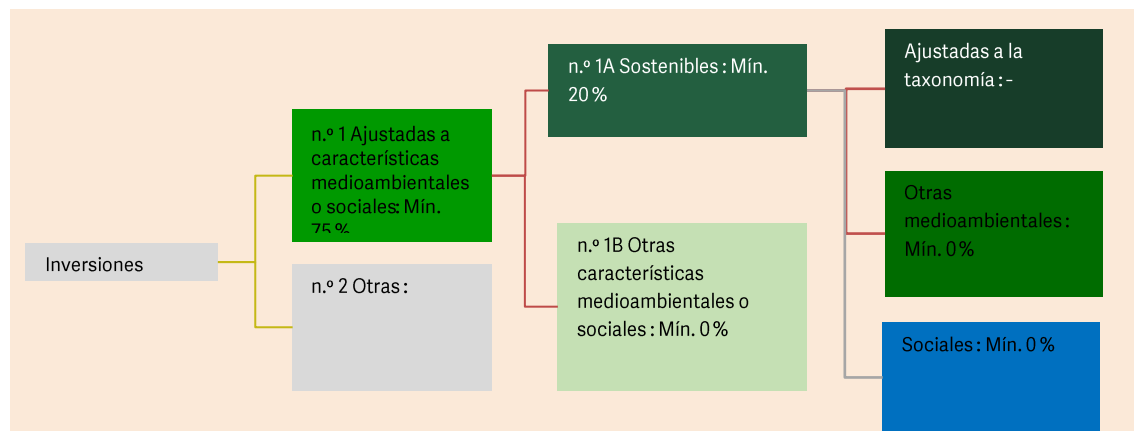 Inversiones
n.º 1 Ajustadas a
características
medioambientales
o sociales: Mín.
75 %
n.º 2 Otras :
n.º 1A Sostenibles : Mín.
20 %
n.º 1B Otras
características
medioambientales o
sociales : Mín. 0 %
Ajustadas a la
taxonomía : -
Otras
medioambientales :
Mín. 0 %
Sociales : Mín. 0 %